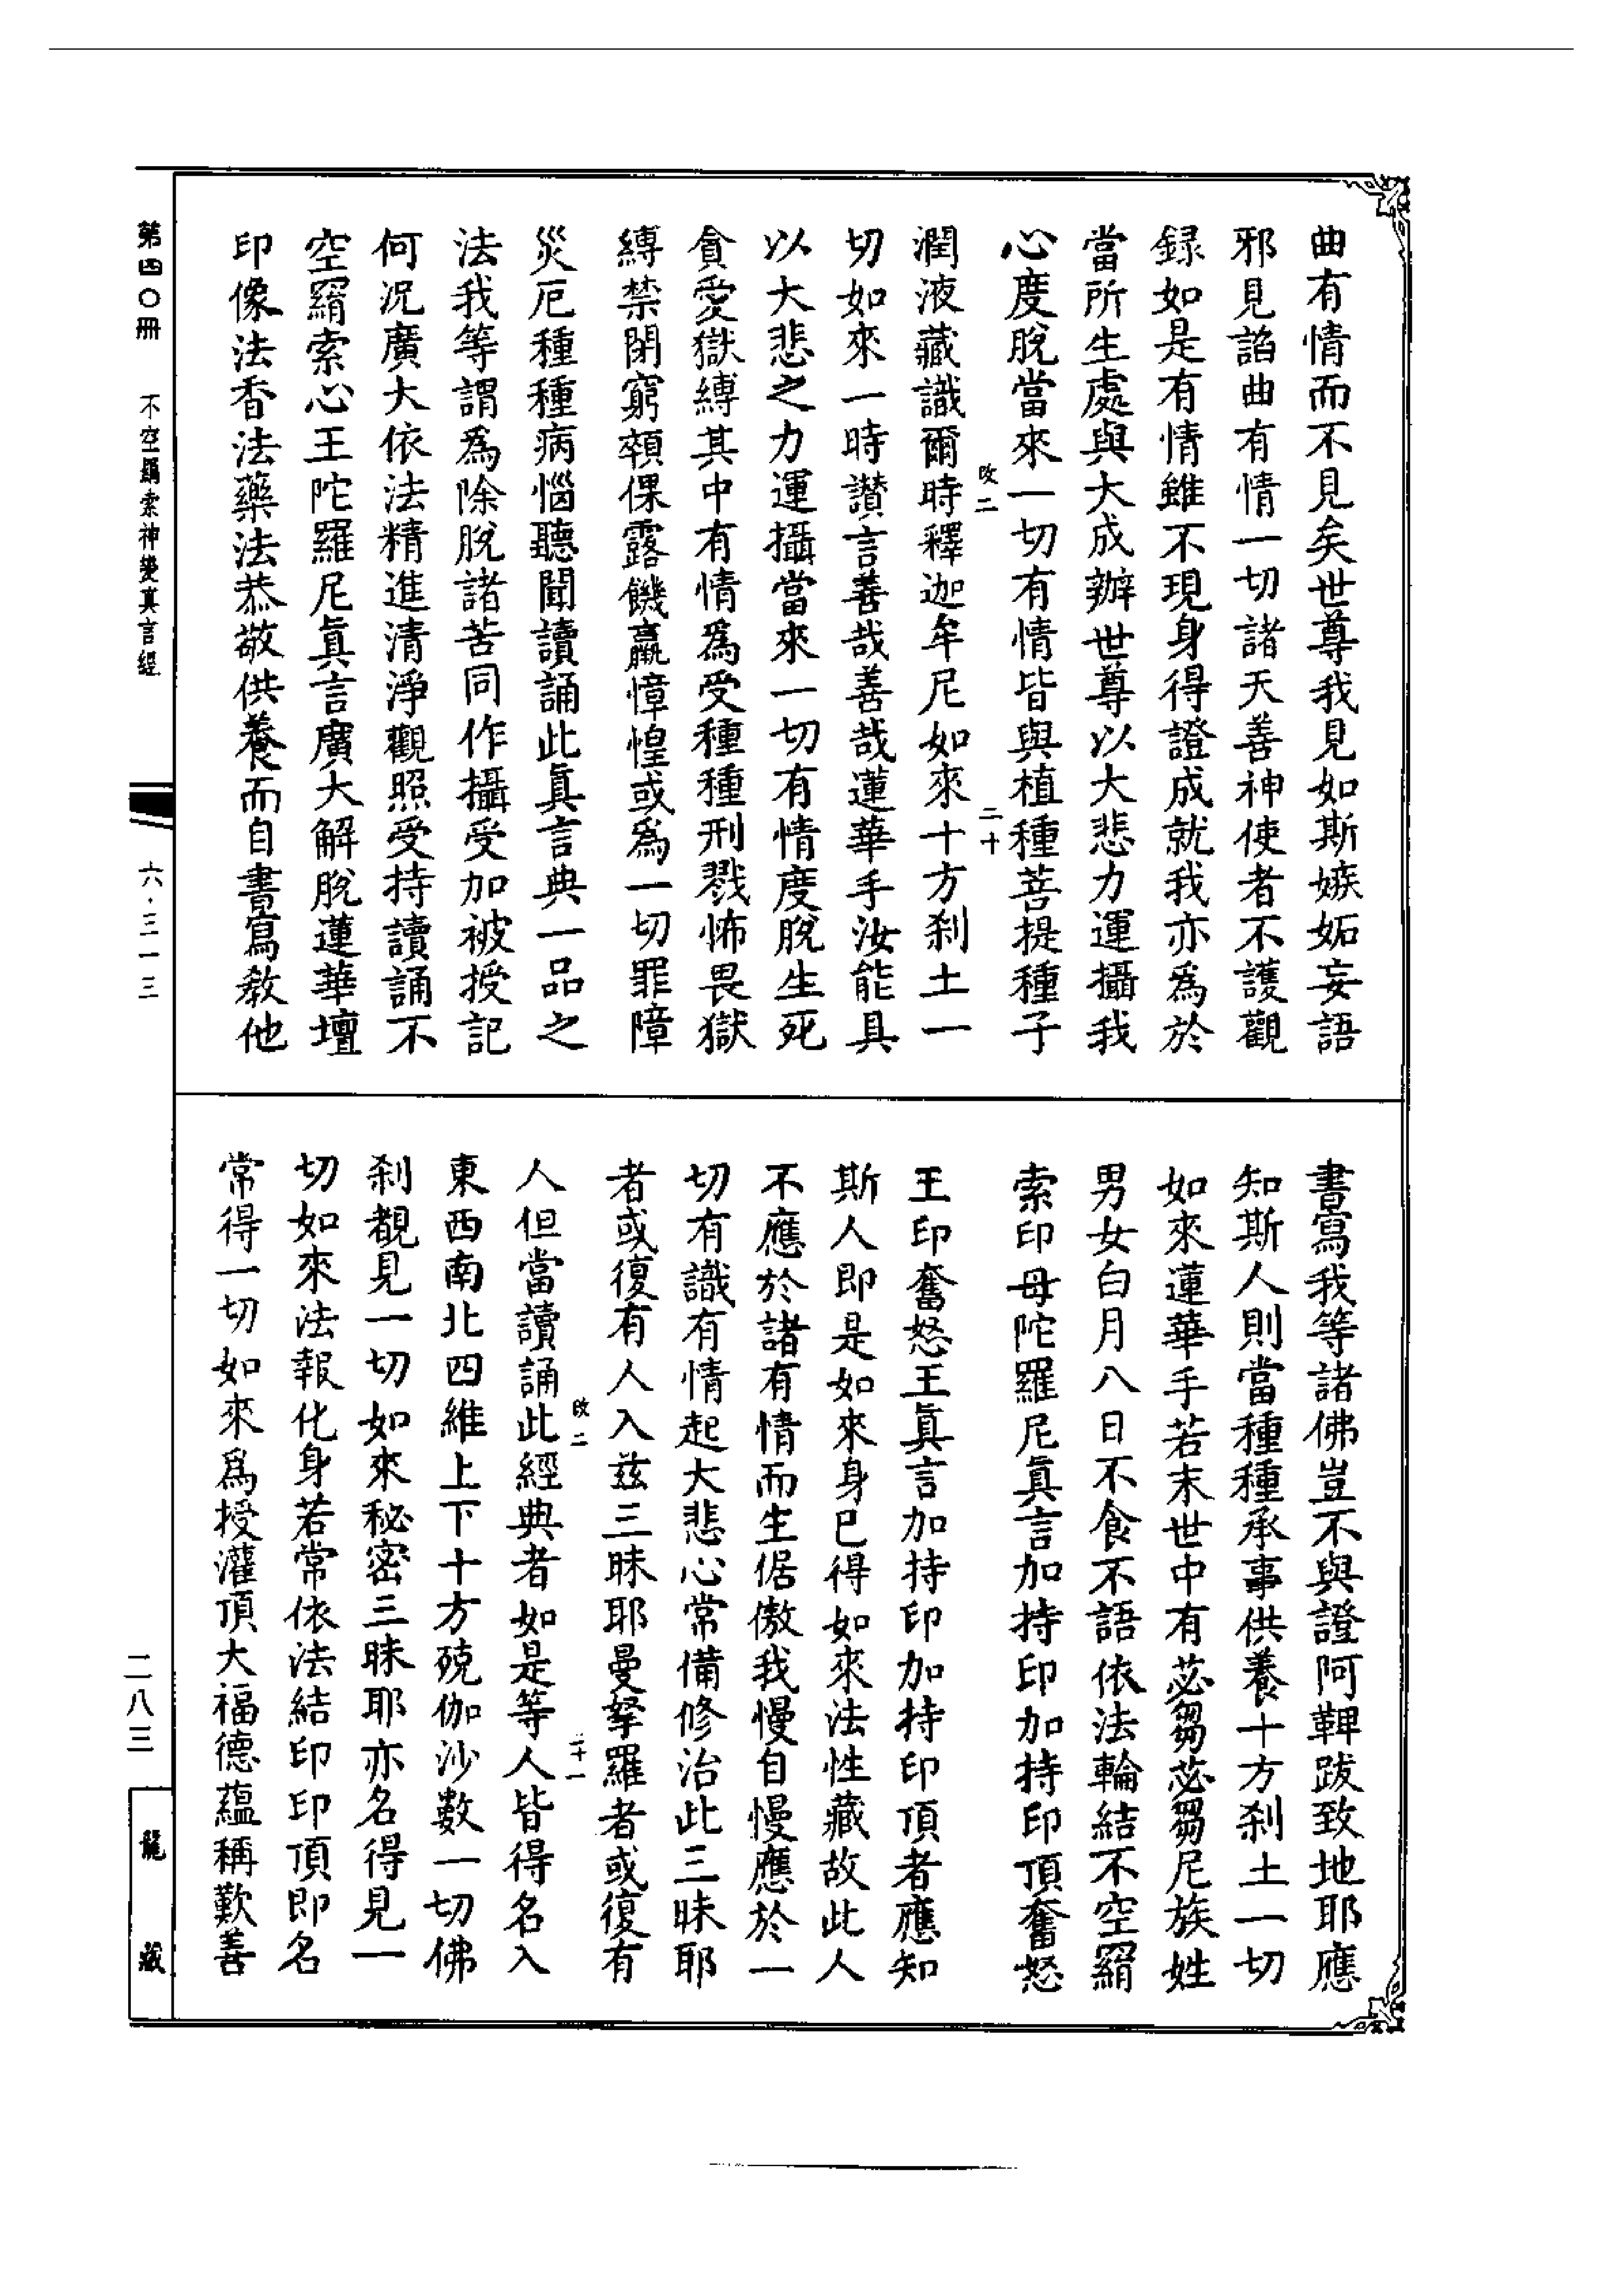 曲有情而不見矣世尊我見如斯嫉妬妄語
邪見諂曲有情一切諸天善神使者不護觀
録如是有情雖不現身得證成就我亦爲於
當所生處與大成辦世尊以大悲力運攝我
心度脫當來一切有情皆與植種菩提種子
潤液藏識爾時釋迦牟尼如來十方刹土一
二十
切如來一時讃言善哉善哉蓮華手汝能具
以大悲之力運攝當來一切有情度脫生死
貪愛獄縛其中有情爲受種種刑戮怖畏獄
縛禁閉窮顇倮露饑羸慞惶或爲一切罪障
災厄種種病惱聽聞讀誦此眞言典一品之
法我等謂爲除脫諸苦同作攝受加被授記
何況廣大依法精進清淨觀照受持讀誦不
空羂索心王陀羅尼眞言廣大解脫蓮華壇
印像法香法藥法恭敬供養而自書寫教他
書寫我等諸佛豈不與證阿鞞跋致地耶應
知斯人則當種種承事供養十方刹土一切
如來蓮華手若末世中有苾芻苾芻尼族姓
男女白月八日不食不語依法輪結不空羂
索印母陀羅尼眞言加持印加持印頂奮怒
王印奮怒王眞言加持印加持印頂者應知
斯人即是如來身已得如來法性藏故此人
不應於諸有情而生倨傲我慢自慢應於一
切有識有情起大悲心常備修治此三昧耶
者或復有人入兹三昧耶曼拏羅者或復有
人但當讀誦此經典者如是等人皆得名入
二十一
東西南北四維上下十方殑伽沙數一切佛
刹覩見一切如來秘密三昧耶亦名得見一
切如來法報化身若常依法結印印頂即名
常得一切如來爲授灌頂大福德蘊稱歎善
第四〇冊
不空羂索神變真言經
六·三一三
二八三
龍藏